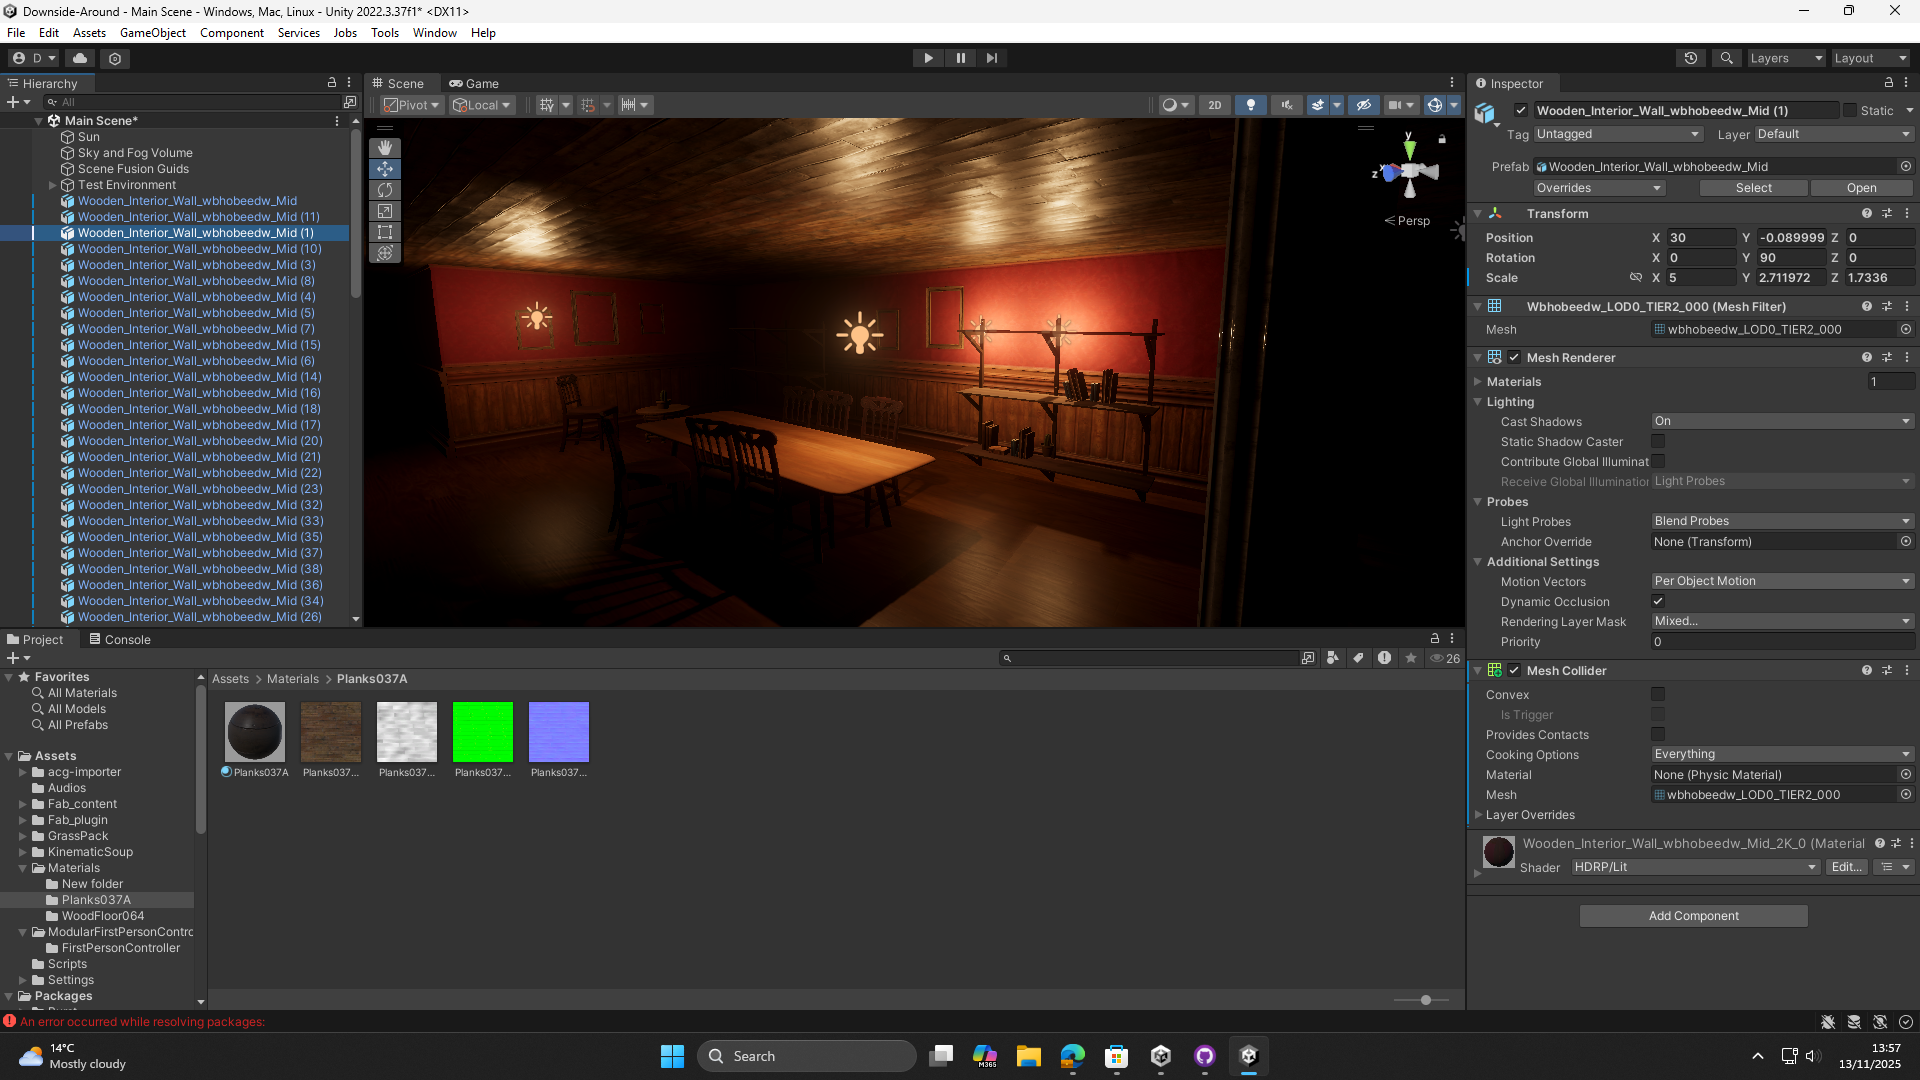 Downside-Around - Main Scene - Windows, Mac, Linux - Unity 2022.3.37f1* <DX11>
File Edit Assets GameObject Component Services Jobs Tools Window Help
D Layers Layout
Hierarchy
All
Main Scene*
Sun
Sky and Fog Volume
Scene Fusion Guids
Test Environment
Wooden_Interior_Wall_wbhobeedw_Mid
Wooden_Interior_Wall_wbhobeedw_Mid (11)
Wooden_Interior_Wall_wbhobeedw_Mid (1)
Wooden_Interior_Wall_wbhobeedw_Mid (10)
Wooden_Interior_Wall_wbhobeedw_Mid (3)
Wooden_Interior_Wall_wbhobeedw_Mid (8)
Wooden_Interior_Wall_wbhobeedw_Mid (4)
Wooden_Interior_Wall_wbhobeedw_Mid (5)
Wooden_Interior_Wall_wbhobeedw_Mid (7)
Wooden_Interior_Wall_wbhobeedw_Mid (15)
Wooden_Interior_Wall_wbhobeedw_Mid (6)
Wooden_Interior_Wall_wbhobeedw_Mid (14)
Wooden_Interior_Wall_wbhobeedw_Mid (16)
Wooden_Interior_Wall_wbhobeedw_Mid (18)
Wooden_Interior_Wall_wbhobeedw_Mid (17)
Wooden_Interior_Wall_wbhobeedw_Mid (20)
Wooden_Interior_Wall_wbhobeedw_Mid (21)
Wooden_Interior_Wall_wbhobeedw_Mid (22)
Wooden_Interior_Wall_wbhobeedw_Mid (23)
Wooden_Interior_Wall_wbhobeedw_Mid (32)
Wooden_Interior_Wall_wbhobeedw_Mid (33)
Wooden_Interior_Wall_wbhobeedw_Mid (35)
Wooden_Interior_Wall_wbhobeedw_Mid (37)
Wooden_Interior_Wall_wbhobeedw_Mid (38)
Wooden_Interior_Wall_wbhobeedw_Mid (36)
Wooden_Interior_Wall_wbhobeedw_Mid (34)
Wooden_Interior_Wall_wbhobeedw_Mid (26)
Scene Game
Pivot Local 2D
y
z
Persp
Inspector
Wooden_Interior_Wall_wbhobeedw_Mid (1) Static
Tag Untagged Layer Default
Prefab Wooden_Interior_Wall_wbhobeedw_Mid
Overrides Select Open
Transform
Position X 30 Y -0.089999 Z 0
Rotation X 0 Y 90 Z 0
Scale X 5 Y 2.711972 Z 1.7336
Wbhobeedw_LOD0_TIER2_000 (Mesh Filter)
Mesh wbhobeedw_LOD0_TIER2_000
Mesh Renderer
Materials 1
Lighting
Cast Shadows On
Static Shadow Caster
Contribute Global Illuminat
Receive Global Illumination Light Probes
Probes
Light Probes Blend Probes
Anchor Override None (Transform)
Additional Settings
Motion Vectors Per Object Motion
Dynamic Occlusion
Rendering Layer Mask Mixed...
Priority 0
Mesh Collider
Convex
Is Trigger
Provides Contacts
Cooking Options Everything
Material None (Physic Material)
Mesh wbhobeedw_LOD0_TIER2_000
Layer Overrides
Wooden_Interior_Wall_wbhobeedw_Mid_2K_0 (Material
Shader HDRP/Lit Edit...
Add Component
Project Console
26
Favorites
All Materials
All Models
All Prefabs
Assets
acg-importer
Audios
Fab_content
Fab_plugin
GrassPack
KinematicSoup
Materials
New folder
Planks037A
WoodFloor064
ModularFirstPersonContro
FirstPersonController
Scripts
Settings
Packages
Assets > Materials > Planks037A
Planks037A Planks037... Planks037... Planks037... Planks037...
An error occurred while resolving packages:
14°C
Mostly cloudy
Search
M365
13:57
13/11/2025